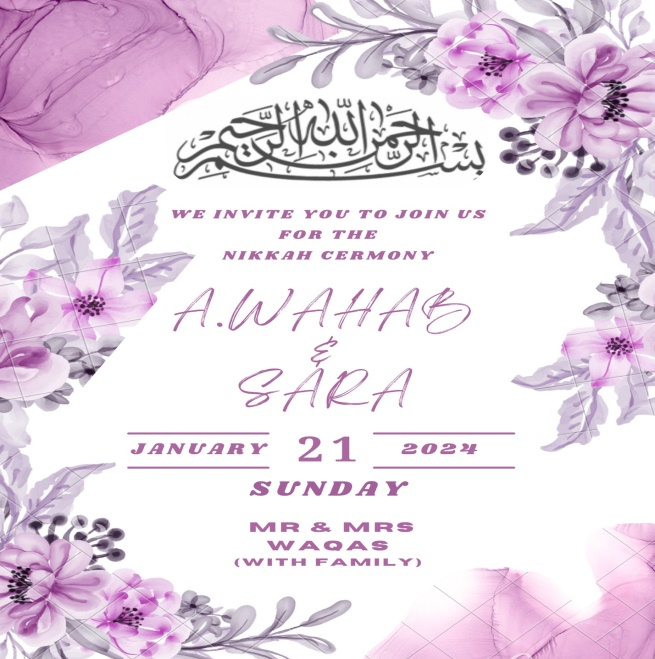 بسم الله الرحمن الرحيم
WE INVITE YOU TO JOIN US
FOR THE
NIKKAH CERMONY
A.WAHAB
&
SARA
JANUARY 21 2024
SUNDAY
MR & MRS
WAQAS
(WITH FAMILY)